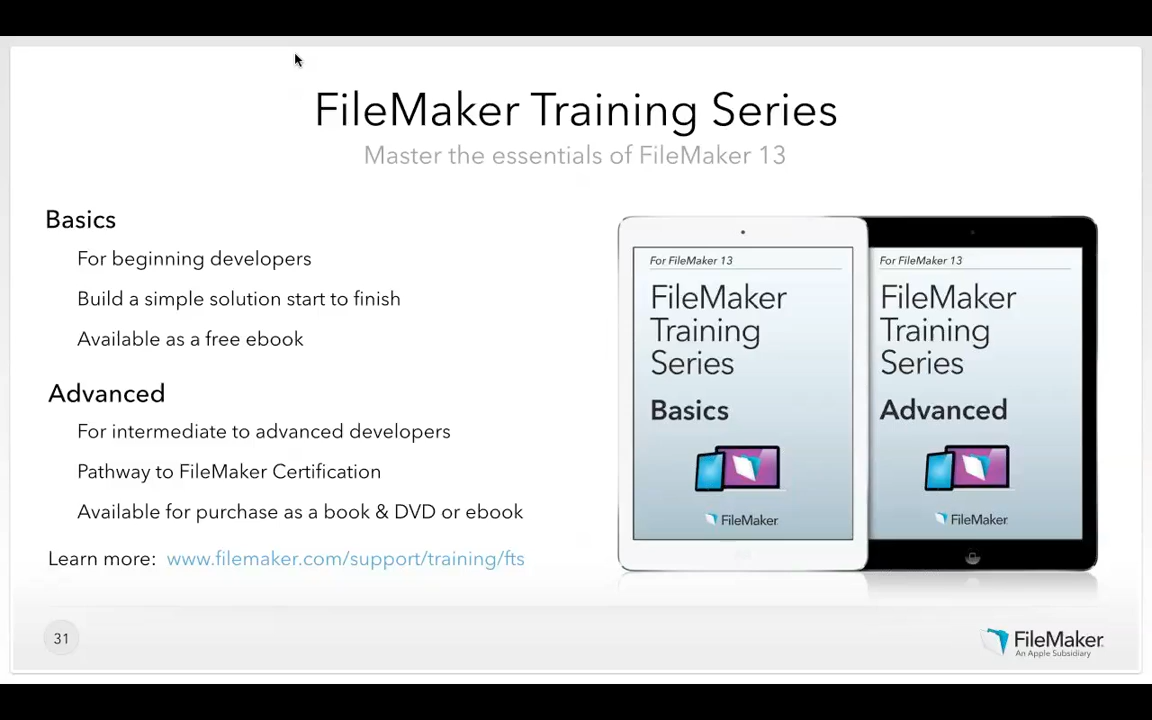 FileMaker Training Series
Master the essentials of FileMaker 13
Basics
For beginning developers
Build a simple solution start to finish
Available as a free ebook
Advanced
For intermediate to advanced developers
Pathway to FileMaker Certification
Available for purchase as a book & DVD or ebook
Learn more: www.filemaker.com/support/training/fts
For FileMaker 13
FileMaker
Training
Series
Basics
FileMaker
For FileMaker 13
FileMaker
Training
Series
Advanced
FileMaker
31
FileMaker
An Apple Subsidiary